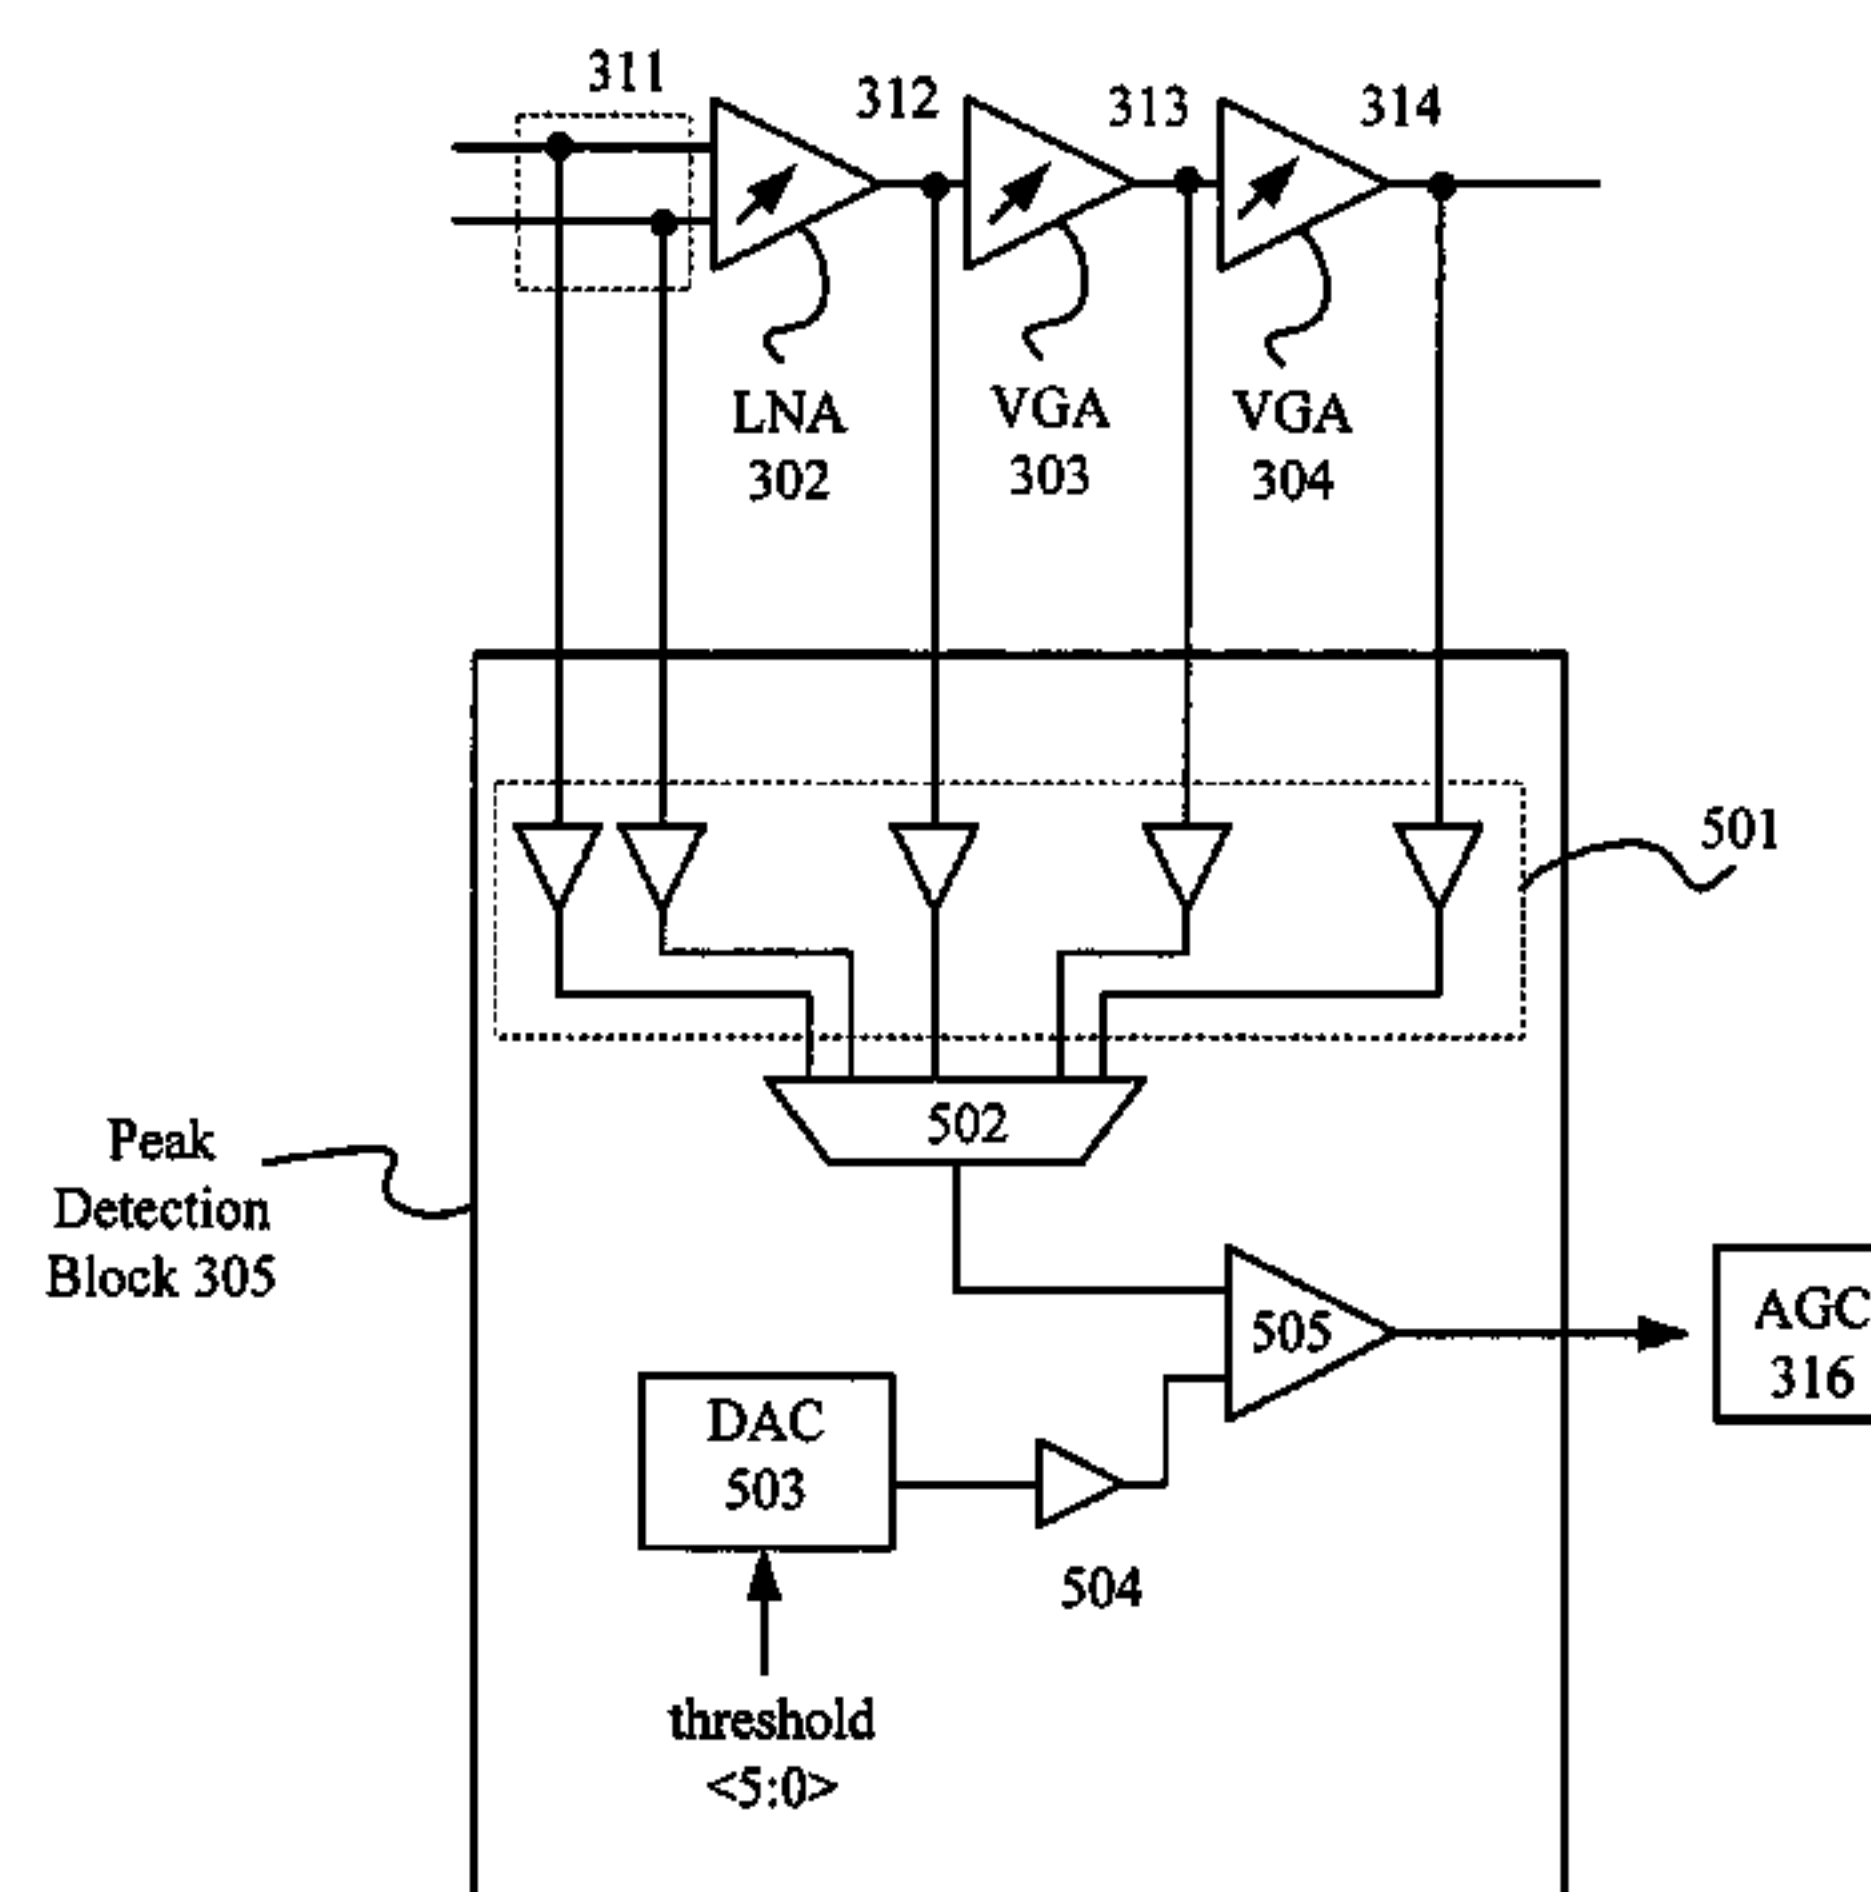 311
312
313
314
LNA
302
VGA
303
VGA
304
501
502
Peak
Detection
Block 305
505
AGC
316
DAC
503
504
threshold
<5:0>